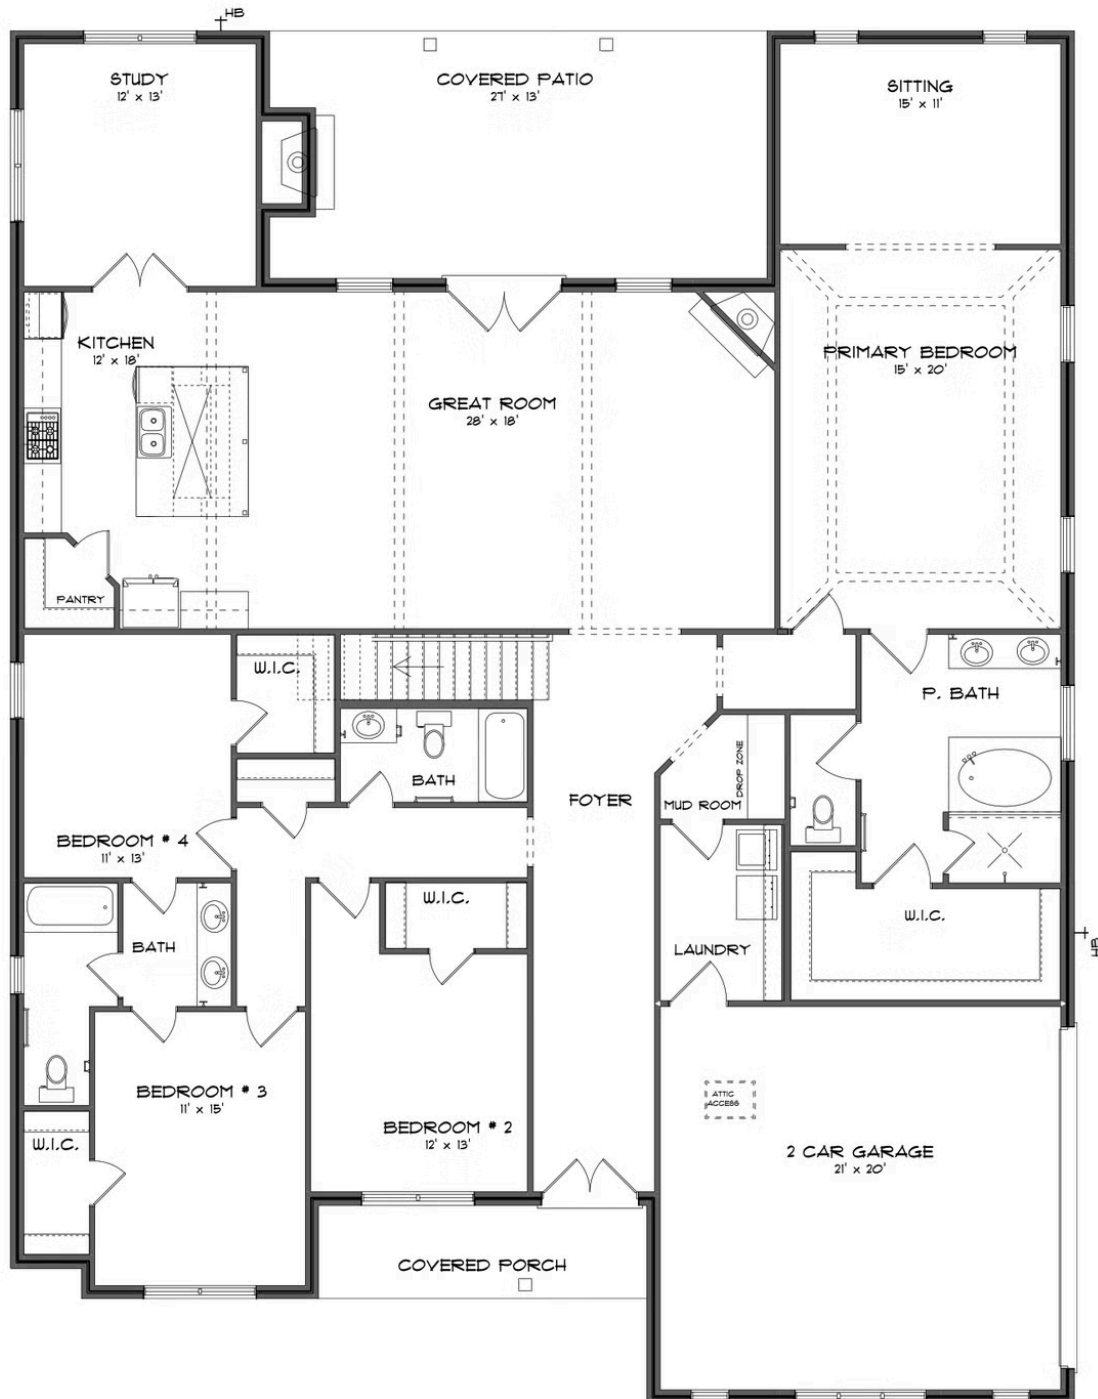 HB
STUDY
12' x 13'
COVERED PATIO
27' x 13'
SITTING
15' x 11'
KITCHEN
12' x 18'
PRIMARY BEDROOM
15' x 20'
GREAT ROOM
28' x 18'
PANTRY
W.I.C.
P. BATH
BATH
DROP ZONE
FOYER
MUD ROOM
BEDROOM # 4
11' x 13'
W.I.C.
W.I.C.
BATH
LAUNDRY
HB
BEDROOM # 3
11' x 15'
ATTIC
ACCESS
BEDROOM # 2
12' x 13'
W.I.C.
2 CAR GARAGE
21' x 20'
COVERED PORCH